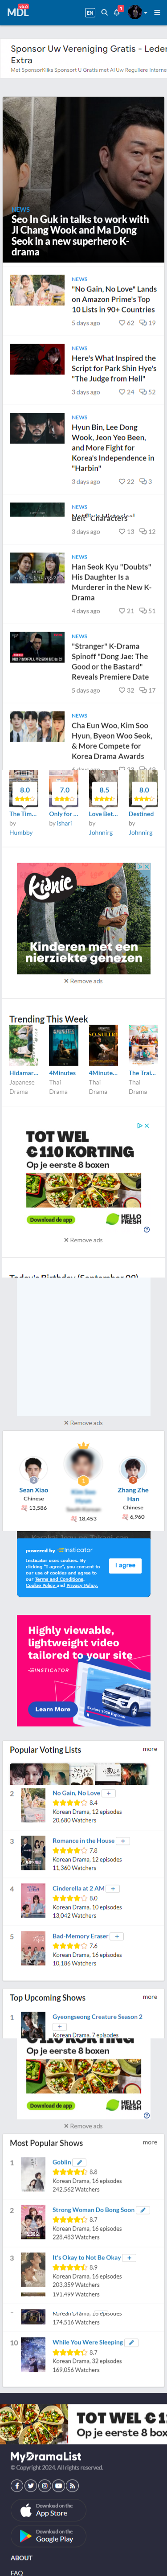 MDL
EN
Sponsor Uw Vereniging Gratis - Leden
Extra
Met SponsorKliks Sponsort U Gratis met Al Uw Reguliere Interne
NEWS
Seo In Guk in talks to work with
Ji Chang Wook and Ma Dong
Seok in a new superhero K-
drama
NEWS
"No Gain, No Love" Lands
on Amazon Prime's Top
10 Lists in 90+ Countries
5 days ago 62 19
NEWS
Here's What Inspired the
Script for Park Shin Hye's
"The Judge from Hell"
3 days ago 24 52
NEWS
Hyun Bin, Lee Dong
Wook, and Jeon Yeo Been,
and More Fight for
Korea's Independence in
"Harbin"
3 days ago 22 3
NEWS
Belt" Characters
3 days ago 13 12
NEWS
Han Seok Kyu "Doubts"
His Daughter Is a
Murderer in the New K-
Drama
4 days ago 21 51
NEWS
"Stranger" K-Drama
Spinoff "Dong Jae: The
Good or the Bastard"
Reveals Premiere Date
5 days ago 32 17
NEWS
Cha Eun Woo, Kim Soo
Hyun, Byeon Woo Seok,
& More Compete for
Korea Drama Awards
8.0 7.0 8.5 8.0
The Tim... Only for ... Love Bet... Destined
by by ishari by by
Humbby Johnnirg Johnnirg
kidnie
Kinderen met een
nierziekte genezen
✕ Remove ads
Trending This Week
Hidamar... 4Minutes 4Minute... The Trai...
Japanese Thai Thai Thai
Drama Drama Drama Drama
TOT WEL
€ 110 KORTING
Op je eerste 8 boxen
Download de app
HELLO
FRESH
✕ Remove ads
✕ Remove ads
Sean Xiao
Chinese
13,586
18,453
Zhang Zhe
Han
Chinese
6,960
powered by insticator
Insticator uses cookies. By
clicking "I agree" you consent
to our use of cookies and agree to
our Terms and Conditions,
Cookie Policy and Privacy Policy.
I agree
Highly viewable,
lightweight video
tailored to your site
INSTICATOR
Learn More
Popular Voting Lists more
2 No Gain, No Love +
8.4
Korean Drama, 12 episodes
20,680 Watchers
3 Romance in the House +
7.8
Korean Drama, 12 episodes
11,360 Watchers
4 Cinderella at 2 AM +
8.0
Korean Drama, 10 episodes
13,042 Watchers
5 Bad-Memory Eraser +
7.6
Korean Drama, 16 episodes
10,186 Watchers
Top Upcoming Shows more
1 Gyeongseong Creature Season 2
+
Korean Drama, 7 episodes
Op je eerste 8 boxen
Download de app
HELLO
FRESH
✕ Remove ads
Most Popular Shows more
1 Goblin
8.8
Korean Drama, 16 episodes
242,562 Watchers
2 Strong Woman Do Bong Soon
8.7
Korean Drama, 16 episodes
228,483 Watchers
3 It's Okay to Not Be Okay +
8.9
Korean Drama, 16 episodes
203,359 Watchers
191,499 Watchers
174,516 Watchers
10 While You Were Sleeping
8.7
Korean Drama, 32 episodes
169,056 Watchers
TOT WEL €
Op je eerste 8
MyDramaList
© Copyright 2024. All rights reserved.
Download on the
App Store
Download on the
Google Play
ABOUT
FAQ